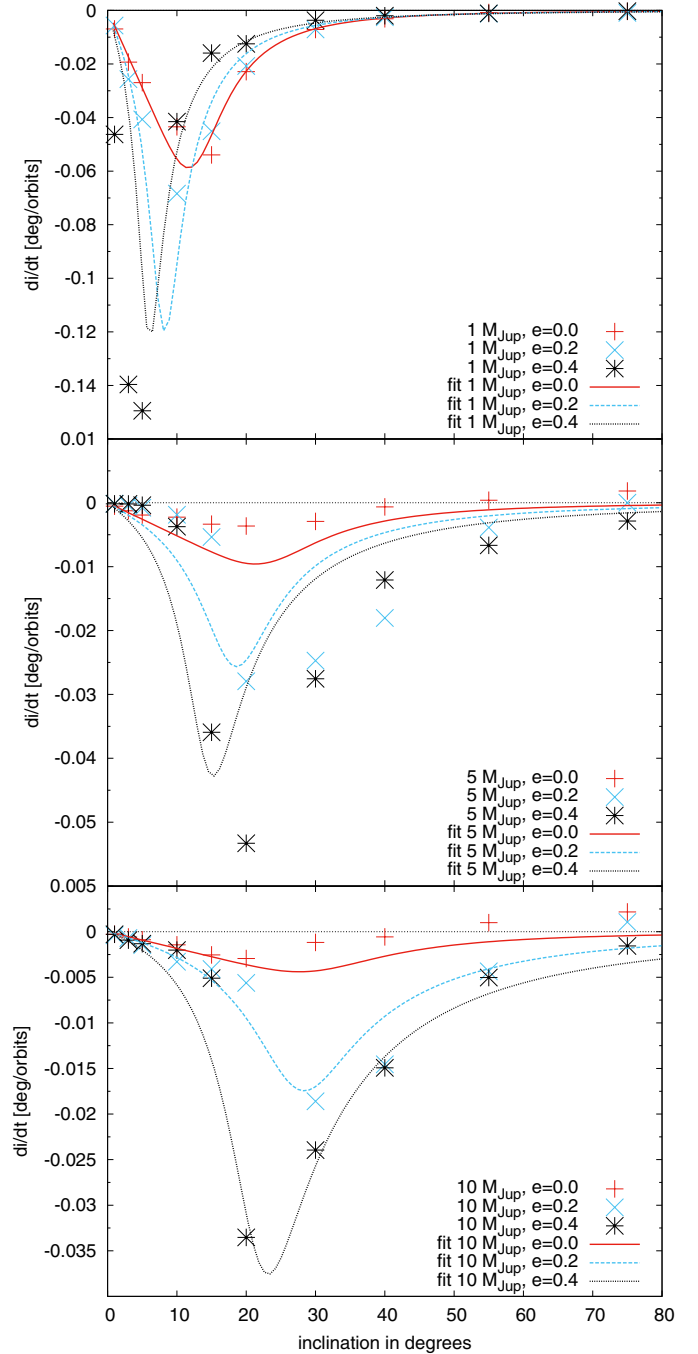 0
-0.02
-0.04
-0.06
-0.08
-0.1
-0.12
-0.14
di/dt [deg/orbits]
1 M_Jup, e=0.0
1 M_Jup, e=0.2
1 M_Jup, e=0.4
fit 1 M_Jup, e=0.0
fit 1 M_Jup, e=0.2
fit 1 M_Jup, e=0.4
0.01
0
-0.01
-0.02
-0.03
-0.04
-0.05
di/dt [deg/orbits]
5 M_Jup, e=0.0
5 M_Jup, e=0.2
5 M_Jup, e=0.4
fit 5 M_Jup, e=0.0
fit 5 M_Jup, e=0.2
fit 5 M_Jup, e=0.4
0.005
0
-0.005
-0.01
-0.015
-0.02
-0.025
-0.03
-0.035
di/dt [deg/orbits]
10 M_Jup, e=0.0
10 M_Jup, e=0.2
10 M_Jup, e=0.4
fit 10 M_Jup, e=0.0
fit 10 M_Jup, e=0.2
fit 10 M_Jup, e=0.4
0 10 20 30 40 50 60 70 80
inclination in degrees